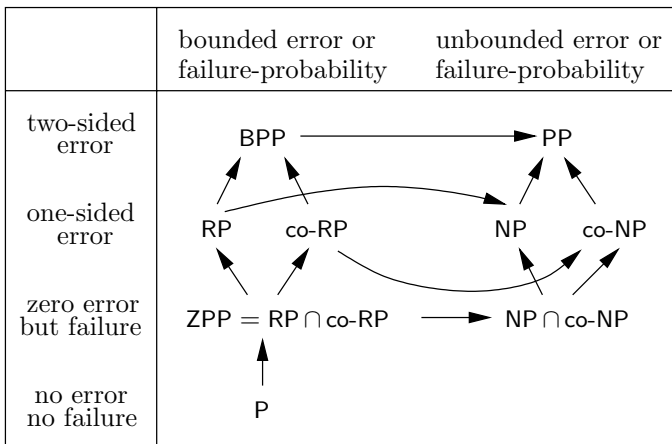 bounded error or unbounded error or
failure-probability failure-probability
two-sided
error
BPP PP
one-sided
error
RP co-RP NP co-NP
zero error
but failure
ZPP = RP ∩ co-RP NP ∩ co-NP
no error
no failure
P